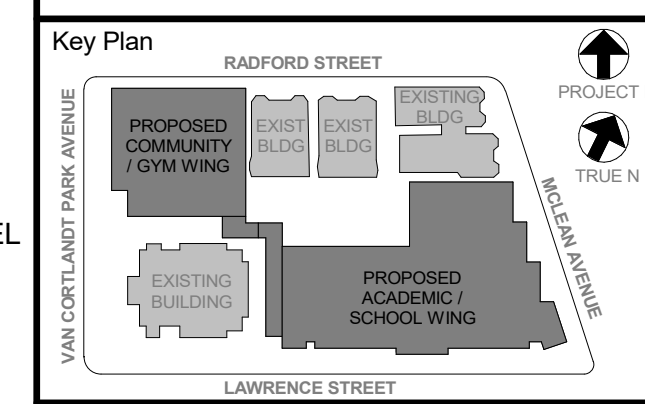 Key Plan
RADFORD STREET
PROJECT
TRUE N
VAN CORTLANDT PARK AVENUE
MCLEAN AVENUE
PROPOSED
COMMUNITY
/ GYM WING
EXIST
BLDG
EXIST
BLDG
EXISTING
BLDG
EL
EXISTING
BUILDING
PROPOSED
ACADEMIC /
SCHOOL WING
LAWRENCE STREET